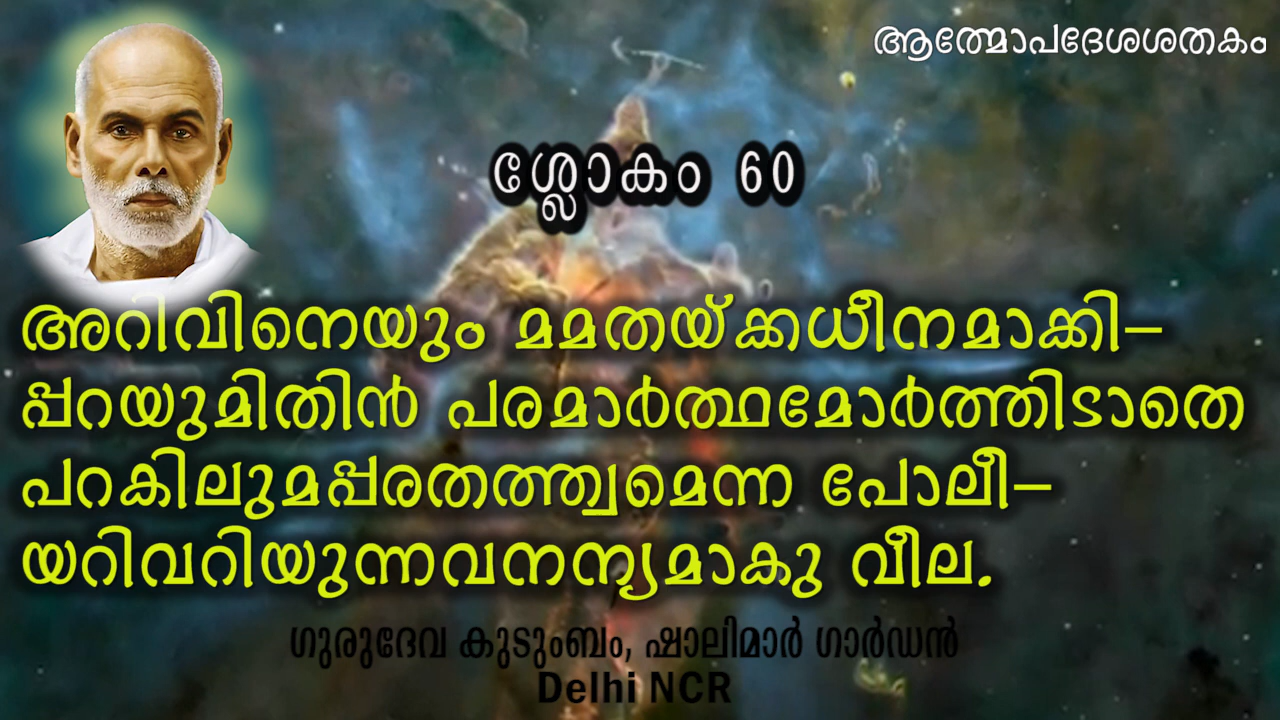 ആത്മോപദേശശതകം
ശ്ലോകം 60
അറിവിനെയും മമതയ്ക്കധീനമാക്കി–
പ്പറയുമിതിൻ പരമാർത്ഥമോർത്തിടാതെ
പറകിലുമപ്പരതത്ത്വമെന്ന പോലീ–
യറിവറിയുന്നവനന്യമാകു വീല.
ഗുരുദേവ കുടുംബം, ഷാലിമാർ ഗാർഡൻ
Delhi NCR